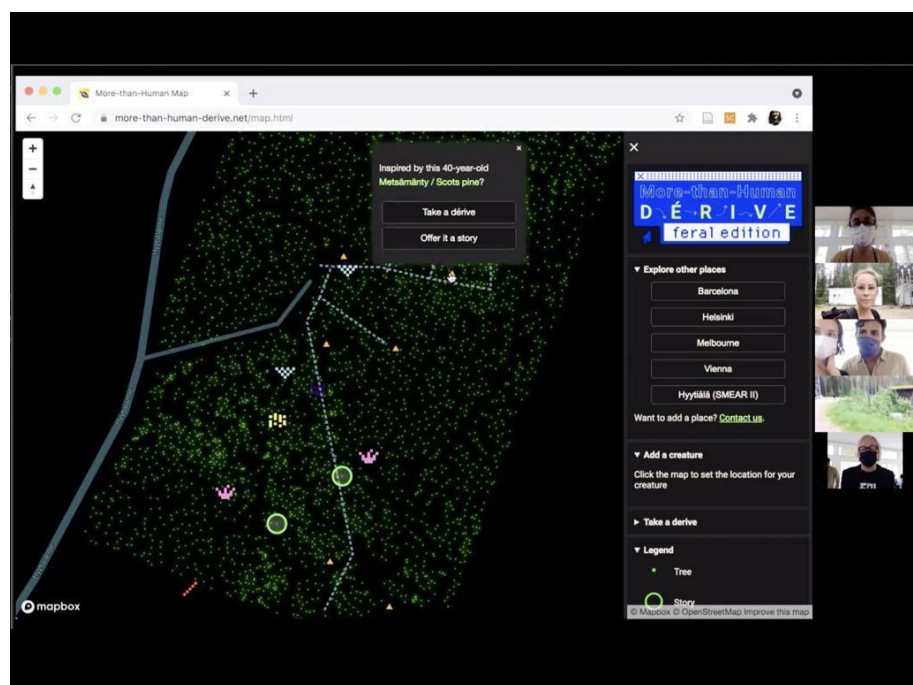 More-than-Human Map
more-than-human-derive.net/map.html
SC
Inspired by this 40-year-old
Metsämänty / Scots pine?
Take a dérive
Offer it a story
More-than-Human
DÉRIVE
feral edition
Explore other places
Barcelona
Helsinki
Melbourne
Vienna
Hyytiälä (SMEAR II)
Want to add a place? Contact us.
Add a creature
Click the map to set the location for your
creature
Take a derive
Legend
Tree
Story
mapbox
© Mapbox © OpenStreetMap Improve this map